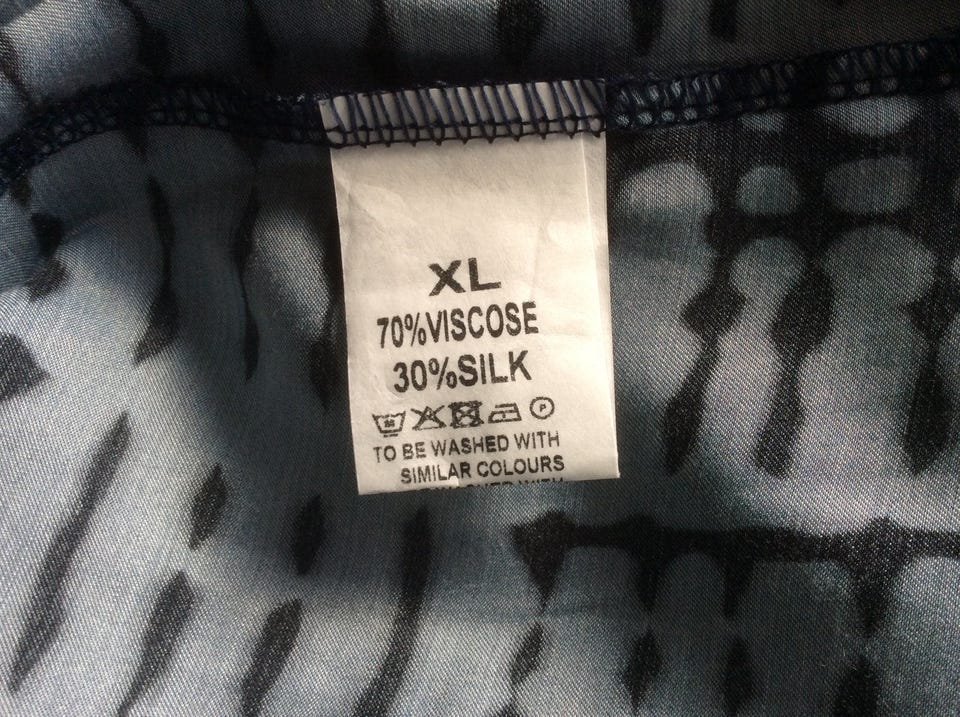 XL
70%VISCOSE
30%SILK
TO BE WASHED WITH
SIMILAR COLOURS